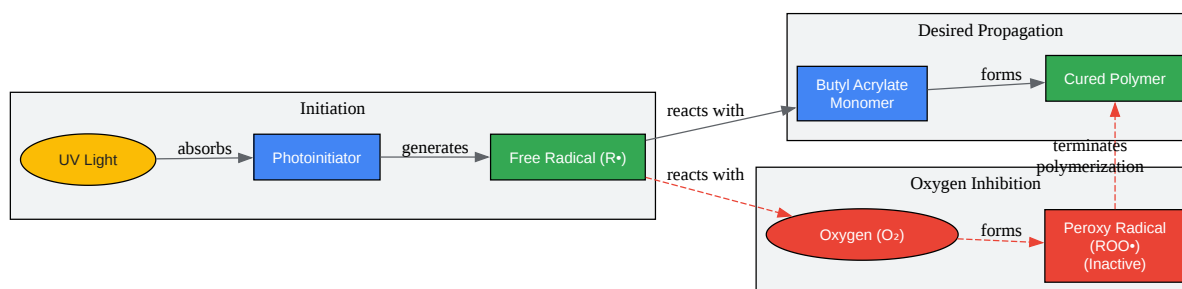 Initiation
UV Light
absorbs
Photoinitiator
generates
Free Radical (R•)
reacts with
reacts with
Desired Propagation
Butyl Acrylate
Monomer
forms
Cured Polymer
terminates
polymerization
Oxygen Inhibition
Oxygen (O₂)
forms
Peroxy Radical
(ROO•)
(Inactive)